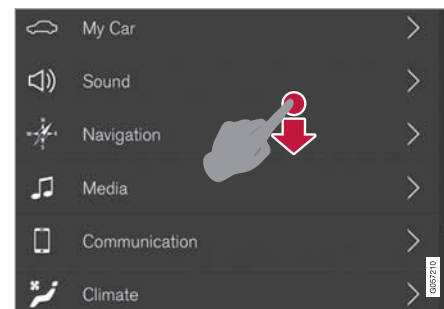 My Car
Sound
Navigation
Media
Communication
Climate
G057210